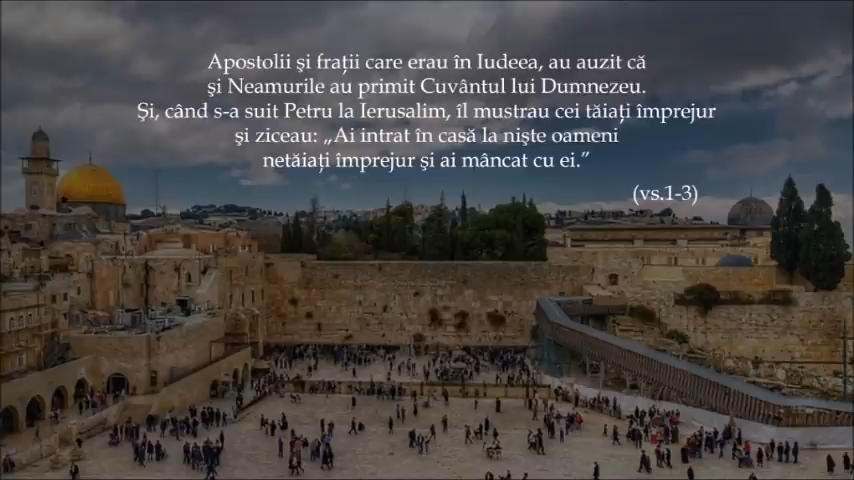 Apostolii şi fraţii care erau în Iudeea, au auzit că
şi Neamurile au primit Cuvântul lui Dumnezeu.
Şi, când s-a suit Petru la Ierusalim, îl mustrau cei tăiaţi împrejur
şi ziceau: „Ai intrat în casă la nişte oameni
netăiaţi împrejur şi ai mâncat cu ei.”
(vs.1-3)